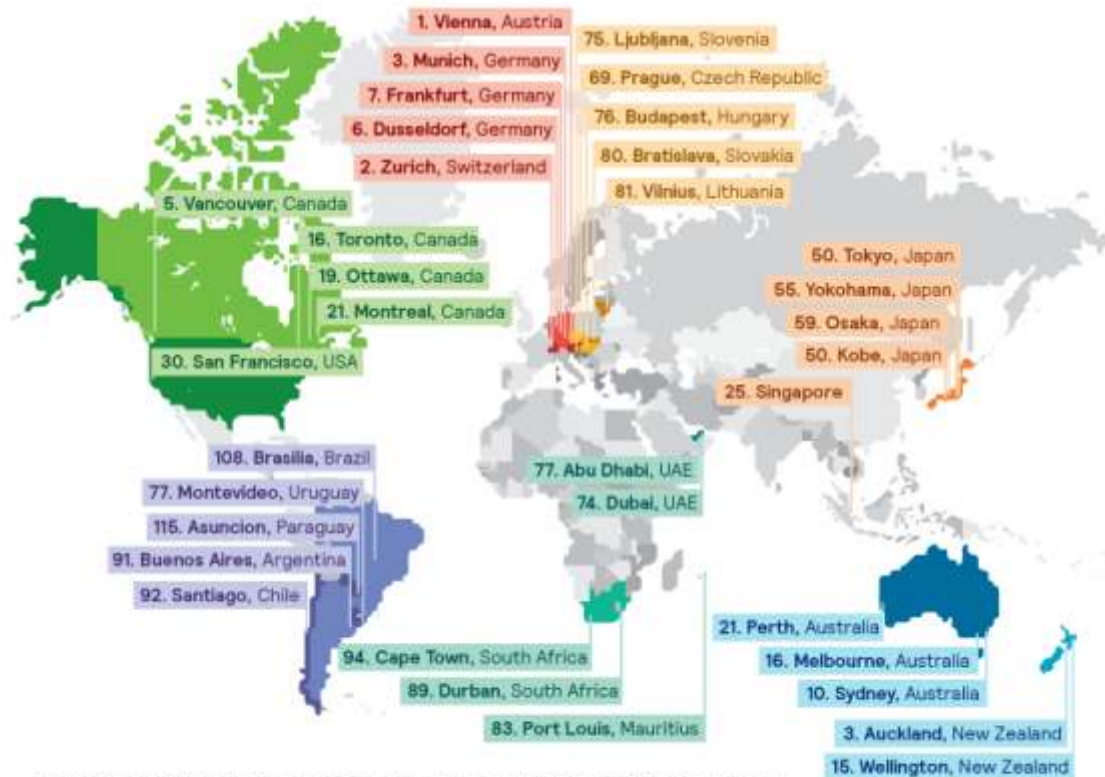 1. Vienna, Austria
3. Munich, Germany
7. Frankfurt, Germany
6. Dusseldorf, Germany
2. Zurich, Switzerland
75. Ljubljana, Slovenia
69. Prague, Czech Republic
76. Budapest, Hungary
80. Bratislava, Slovakia
81. Vilnius, Lithuania
5. Vancouver, Canada
16. Toronto, Canada
19. Ottawa, Canada
21. Montreal, Canada
30. San Francisco, USA
50. Tokyo, Japan
55. Yokohama, Japan
59. Osaka, Japan
50. Kobe, Japan
25. Singapore
108. Brasilia, Brazil
77. Montevideo, Uruguay
115. Asuncion, Paraguay
91. Buenos Aires, Argentina
92. Santiago, Chile
77. Abu Dhabi, UAE
74. Dubai, UAE
94. Cape Town, South Africa
89. Durban, South Africa
83. Port Louis, Mauritius
21. Perth, Australia
16. Melbourne, Australia
10. Sydney, Australia
3. Auckland, New Zealand
15. Wellington, New Zealand